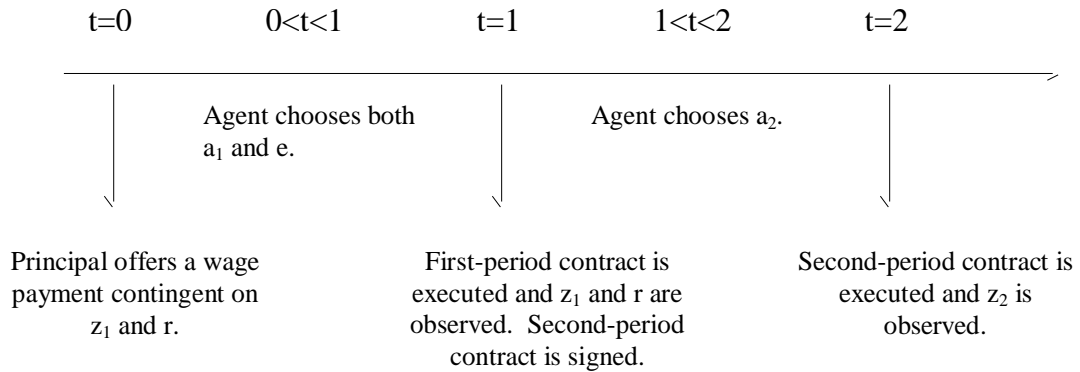 t=0 0<t<1 t=1 1<t<2 t=2
Agent chooses both
a₁ and e.
Agent chooses a₂.
Principal offers a wage
payment contingent on
z₁ and r.
First-period contract is
executed and z₁ and r are
observed.  Second-period
contract is signed.
Second-period contract is
executed and z₂ is
observed.